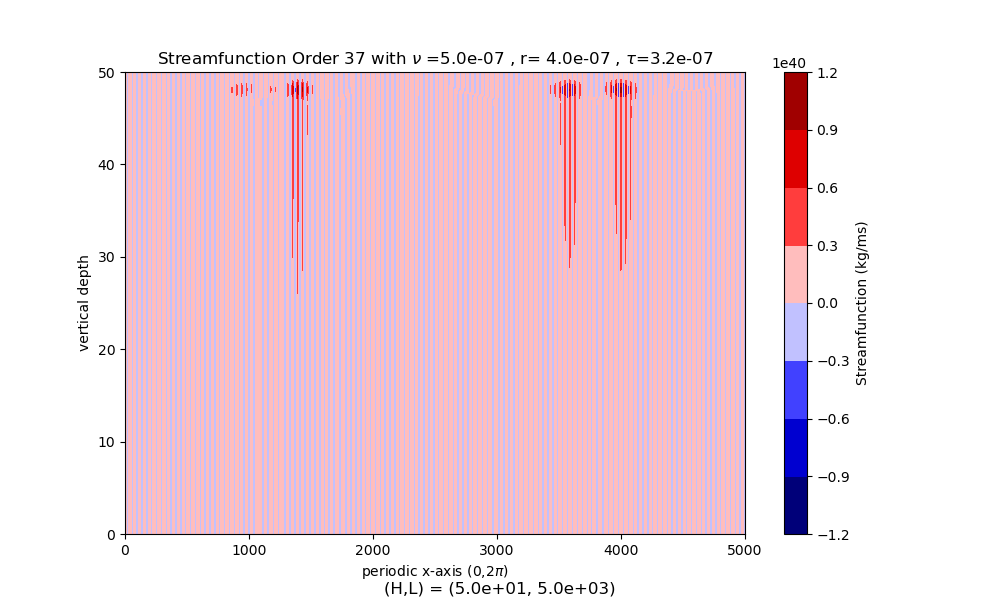 Streamfunction Order 37 with ν =5.0e-07 , r= 4.0e-07 , τ=3.2e-07
1e40
50
40
30
20
10
0
vertical depth
0 1000 2000 3000 4000 5000
periodic x-axis (0,2π)
(H,L) = (5.0e+01, 5.0e+03)
1.2
0.9
0.6
0.3
0.0
−0.3
−0.6
−0.9
−1.2
Streamfunction (kg/ms)